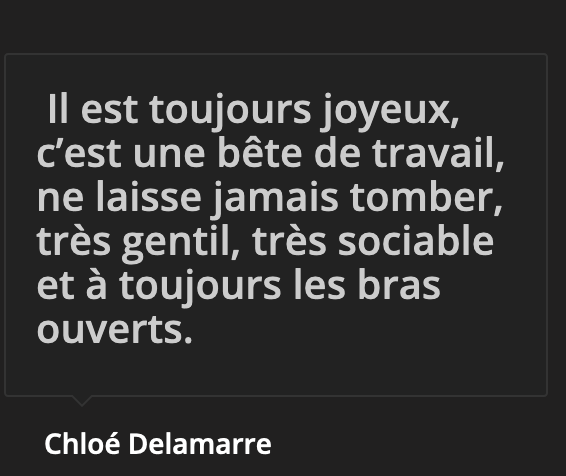 Il est toujours joyeux,
c’est une bête de travail,
ne laisse jamais tomber,
très gentil, très sociable
et à toujours les bras
ouverts.
Chloé Delamarre